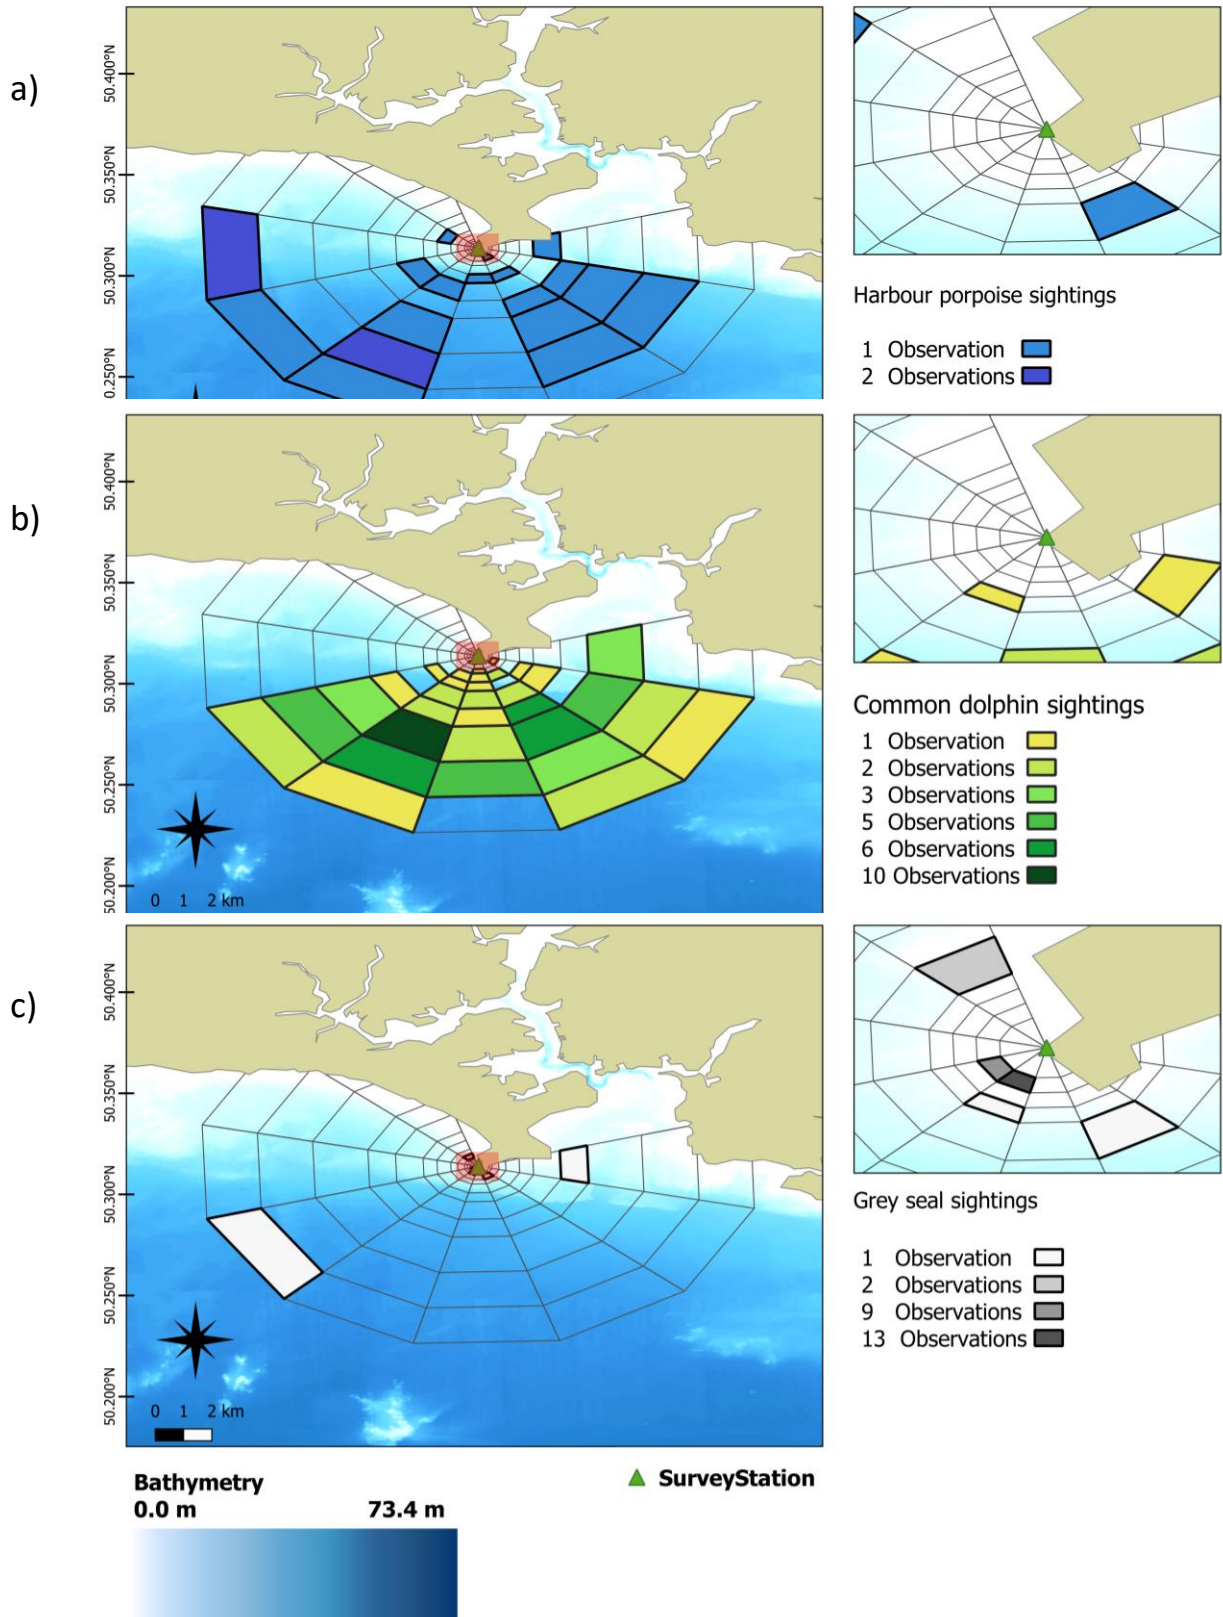 a)
50.400°N
50.350°N
50.300°N
0.250°N
Harbour porpoise sightings
1 Observation
2 Observations
b)
50.400°N
50.350°N
50.300°N
50.250°N
50.200°N
0 1 2 km
Common dolphin sightings
1 Observation
2 Observations
3 Observations
5 Observations
6 Observations
10 Observations
c)
50.400°N
50.350°N
50.300°N
50.250°N
50.200°N
0 1 2 km
Grey seal sightings
1 Observation
2 Observations
9 Observations
13 Observations
Bathymetry
0.0 m 73.4 m
SurveyStation